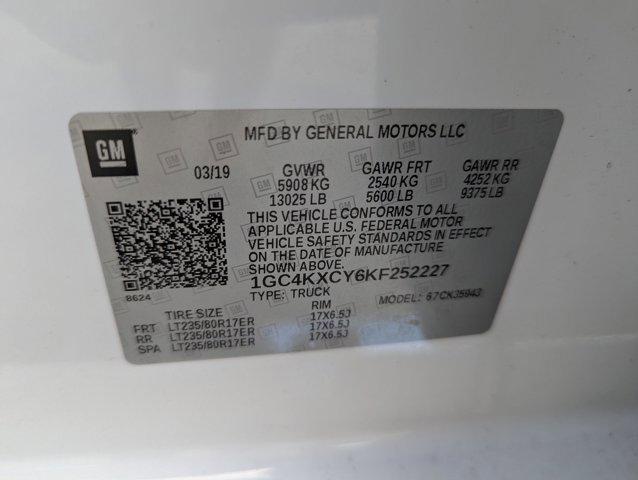 GM
MFD BY GENERAL MOTORS LLC
03/19 GVWR GAWR FRT GAWR RR
5908 KG 2540 KG 4252 KG
13025 LB 5600 LB 9375 LB
THIS VEHICLE CONFORMS TO ALL
APPLICABLE U.S. FEDERAL MOTOR
VEHICLE SAFETY STANDARDS IN EFFECT
ON THE DATE OF MANUFACTURE
SHOWN ABOVE.
1GC4KXCY6KF252227
8624
TYPE: TRUCK MODEL: 67CK35943
TIRE SIZE RIM
FRT LT235/80R17ER 17X6.5J
RR LT235/80R17ER 17X6.5J
SPA LT235/80R17ER 17X6.5J